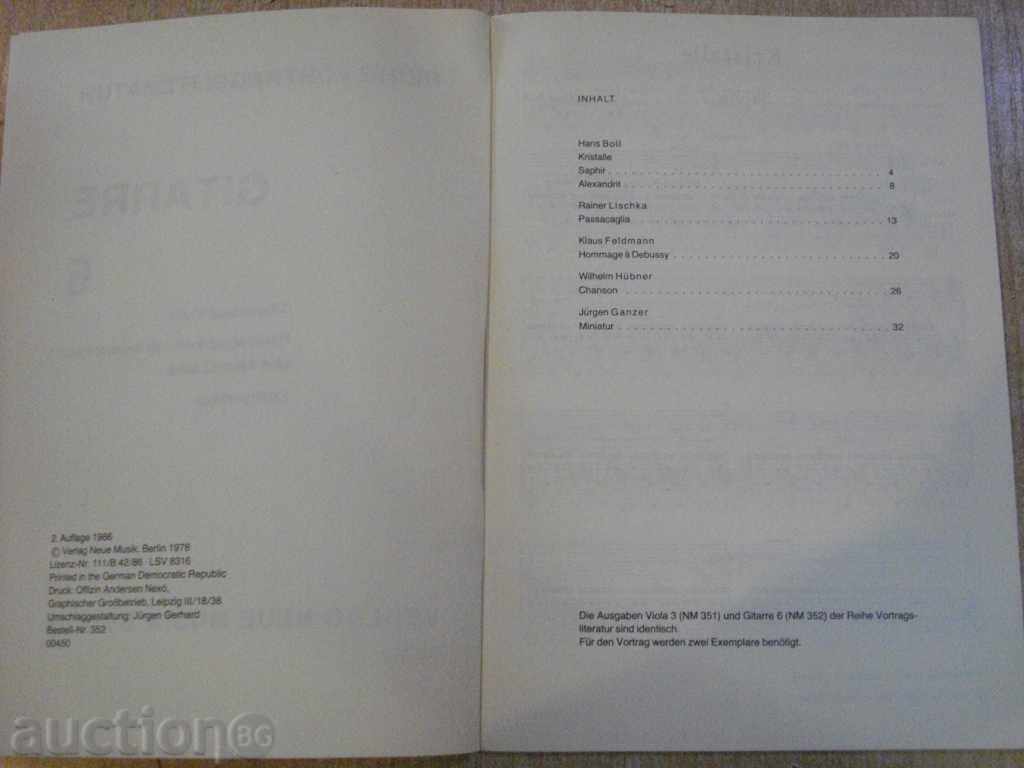 2. Auflage 1986
© Verlag Neue Musik. Berlin 1978
Lizenz-Nr. 111/B 42/86 LSV 8316
Printed in the German Democratic Republic
Druck: Offizin Andersen Nexö,
Graphischer Großbetrieb, Leipzig III/18/38
Umschlaggestaltung: Jürgen Gerhard
Bestell-Nr. 352
00450
INHALT
Hans Boll
Kristalle
Saphir . . . . . . . . . . . . . . . . . . . . . . . . . 4
Alexandrit . . . . . . . . . . . . . . . . . . . . . . . 8
Rainer Lischka
Passacaglia . . . . . . . . . . . . . . . . . . . . . . 13
Klaus Feldmann
Hommage à Debussy . . . . . . . . . . . . . . . . . 20
Wilhelm Hübner
Chanson . . . . . . . . . . . . . . . . . . . . . . . . 26
Jürgen Ganzer
Miniatur . . . . . . . . . . . . . . . . . . . . . . . . 32
Die Ausgaben Viola 3 (NM 351) und Gitarre 6 (NM 352) der Reihe Vortrags-
literatur sind identisch.
Für den Vortrag werden zwei Exemplare benötigt.
auction BG